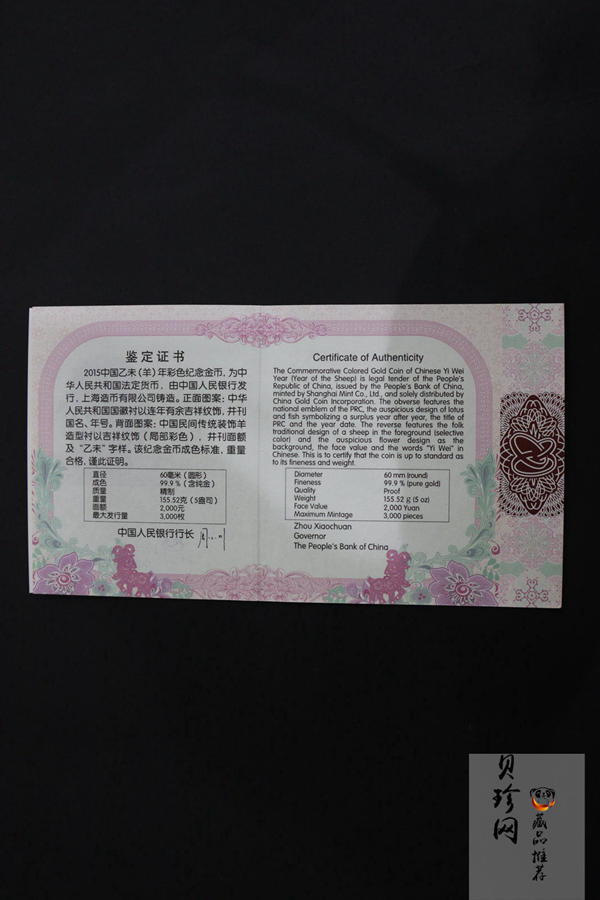 鉴定证书
2015中国乙未(羊)年彩色纪念金币，为中
华人民共和国法定货币，由中国人民银行发
行，上海造币有限公司铸造。正面图案：中华
人民共和国国徽衬以连年有余吉祥纹饰，并刊
国名、年号。背面图案：中国民间传统装饰羊
造型衬以吉祥纹饰（局部彩色），并刊面额
及“乙未”字样。该纪念金币成色标准，重量
合格，谨此证明。
直径 60毫米（圆形）
成色 99.9％（含纯金）
质量 精制
重量 155.52克（5盎司）
面额 2,000元
最大发行量 3,000枚
中国人民银行行长
Certificate of Authenticity
The Commemorative Colored Gold Coin of Chinese Yi Wei
Year (Year of the Sheep) is legal tender of the People's
Republic of China, issued by the People's Bank of China,
minted by Shanghai Mint Co., Ltd., and solely distributed by
China Gold Coin Incorporation. The obverse features the
national emblem of the PRC, the auspicious design of lotus
and fish symbolizing a surplus year after year, the title of
PRC and the year date. The reverse features the folk
traditional design of a sheep in the foreground (selective
color) and the auspicious flower design as the
background, the face value and the words "Yi Wei" in
Chinese. This is to certify that the coin is up to standard as
to its fineness and weight.
Diameter 60 mm (round)
Fineness 99.9 % (pure gold)
Quality Proof
Weight 155.52 g (5 oz)
Face Value 2,000 Yuan
Maximum Mintage 3,000 pieces
Zhou Xiaochuan
Governor
The People's Bank of China
贝珍网
藏品推荐